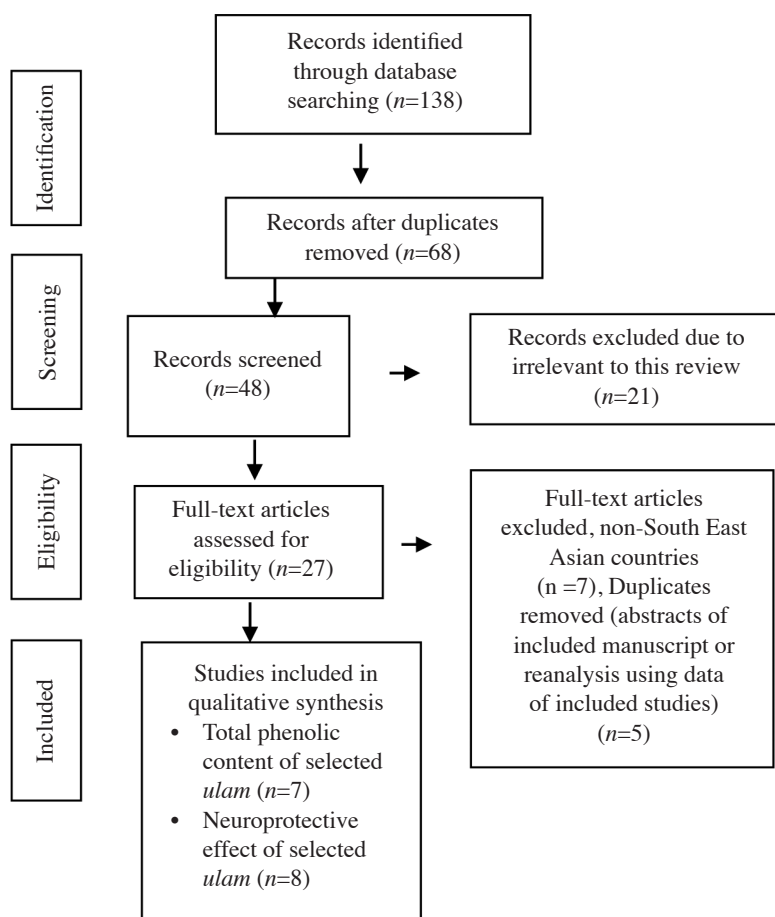 Identification
Records identified
through database
searching (n=138)
Records after duplicates
removed (n=68)
Screening
Records screened
(n=48)
Records excluded due to
irrelevant to this review
(n=21)
Eligibility
Full-text articles
assessed for
eligibility (n=27)
Full-text articles
excluded, non-South East
Asian countries
(n =7), Duplicates
removed (abstracts of
included manuscript or
reanalysis using data
of included studies)
(n=5)
Included
Studies included in
qualitative synthesis
• Total phenolic
content of selected
ulam (n=7)
• Neuroprotective
effect of selected
ulam (n=8)